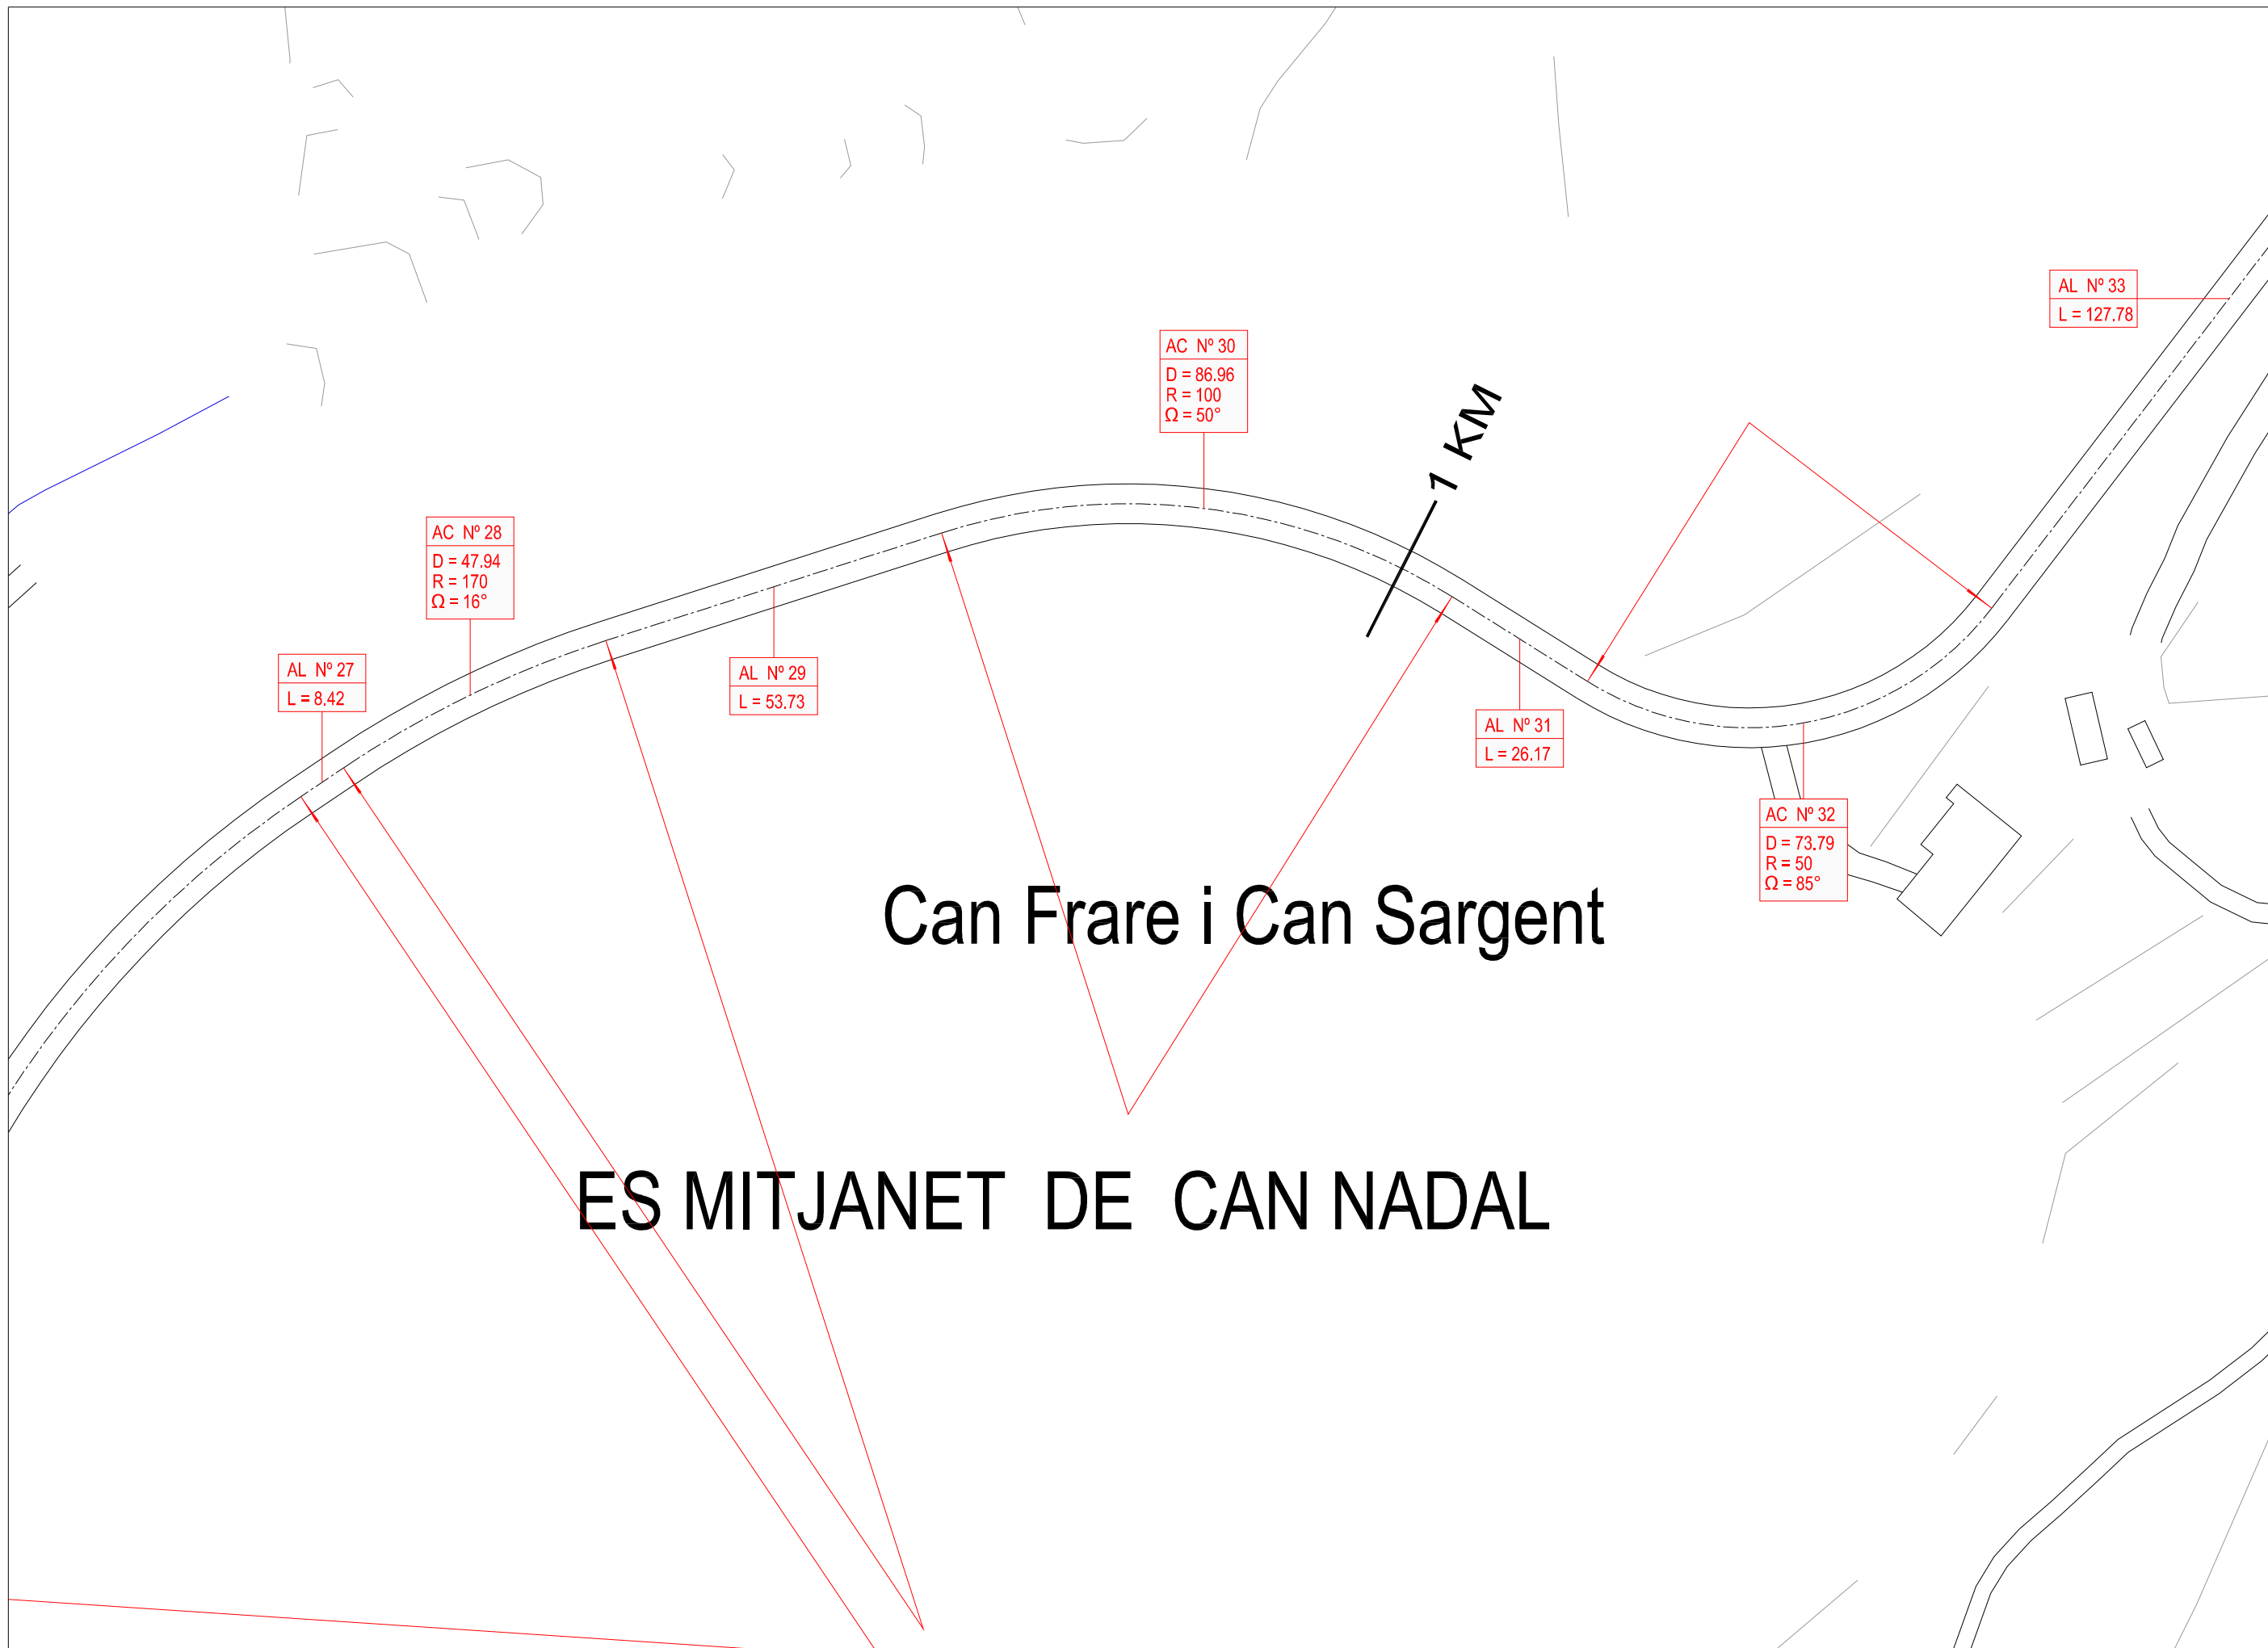 AL Nº 33
L = 127.78
AC Nº 30
D = 86.96
R = 100
Ω = 50°
1 KM
AC Nº 28
D = 47.94
R = 170
Ω = 16°
AL Nº 27
L = 8.42
AL Nº 29
L = 53.73
AL Nº 31
L = 26.17
AC Nº 32
D = 73.79
R = 50
Ω = 85°
Can Frare i Can Sargent
ES MITJANET DE CAN NADAL